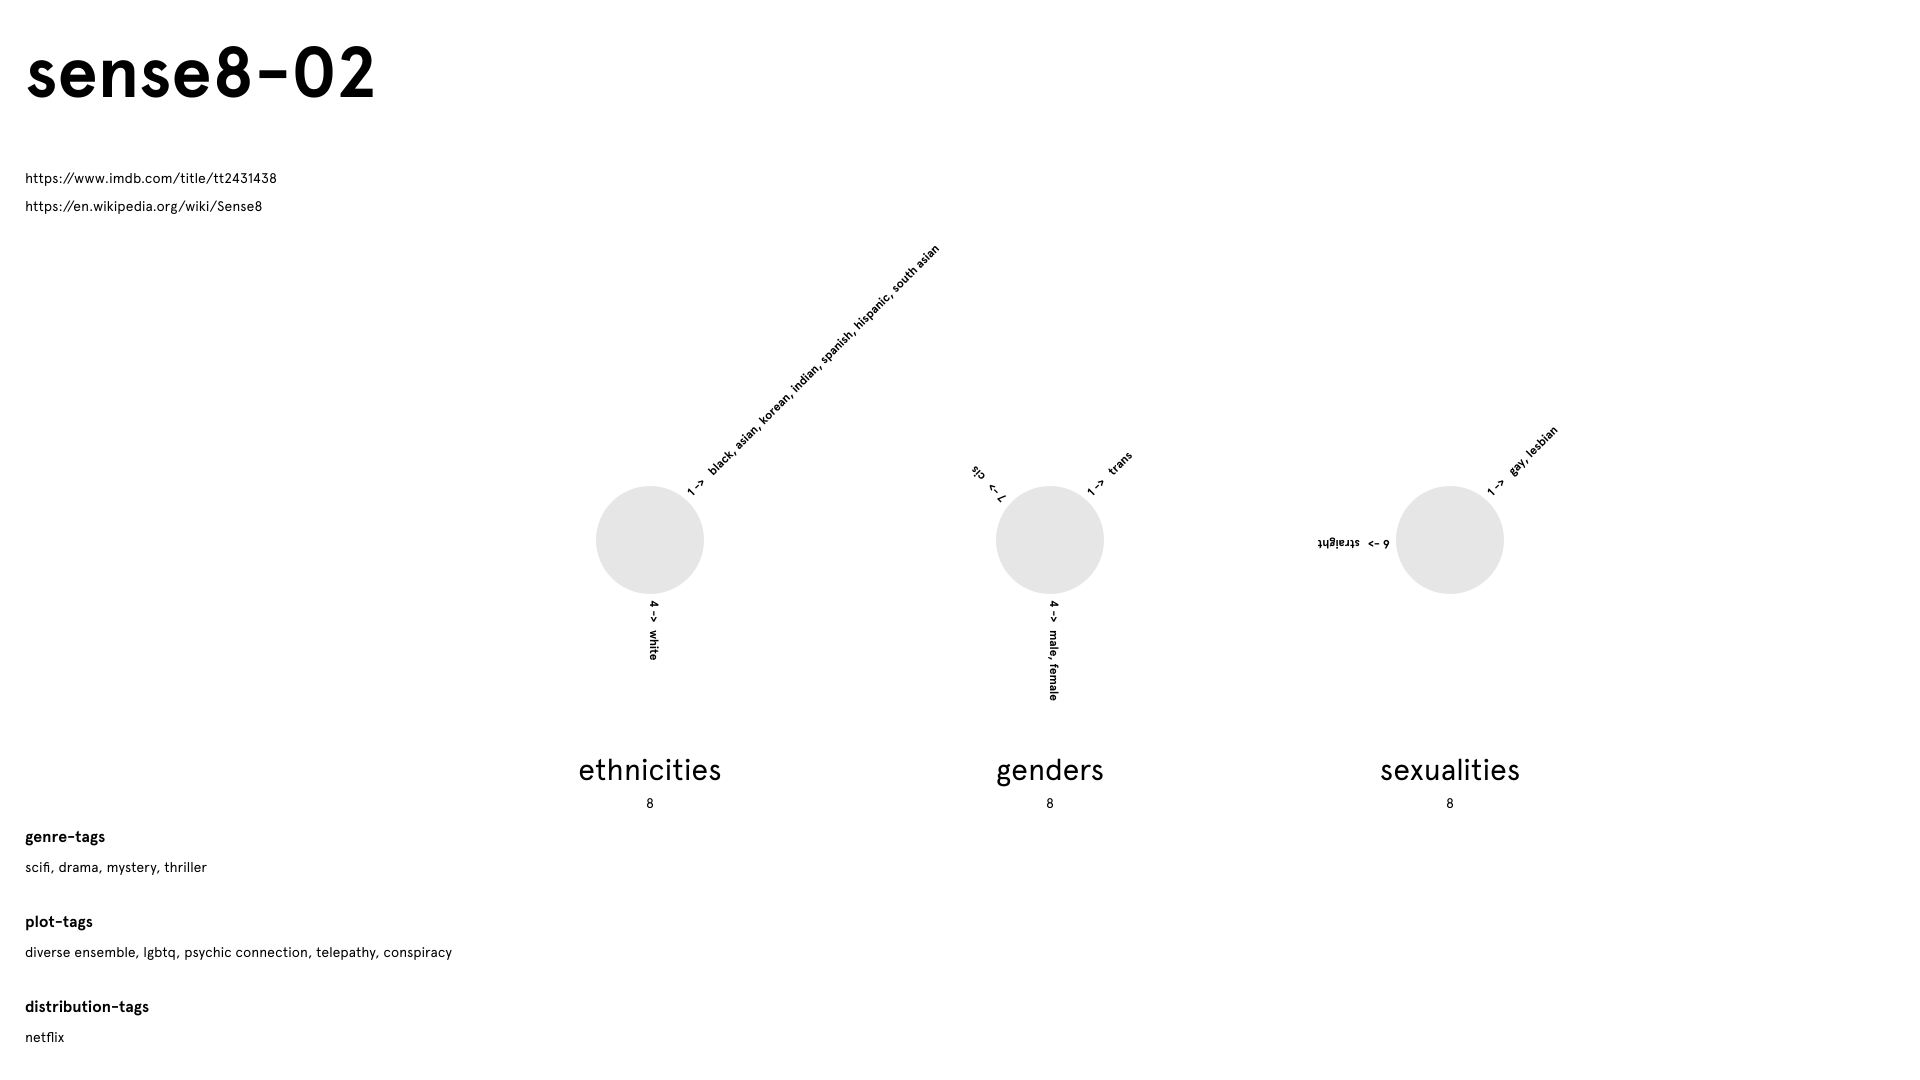 sense8-02
https://www.imdb.com/title/tt2431438
https://en.wikipedia.org/wiki/Sense8
1 -> black, asian, korean, indian, spanish, hispanic, south asian
4 -> white
ethnicities
8
1 -> trans
7 -> cis
4 -> male, female
genders
8
1 -> gay, lesbian
6 -> straight
sexualities
8
genre-tags
scifi, drama, mystery, thriller
plot-tags
diverse ensemble, lgbtq, psychic connection, telepathy, conspiracy
distribution-tags
netflix